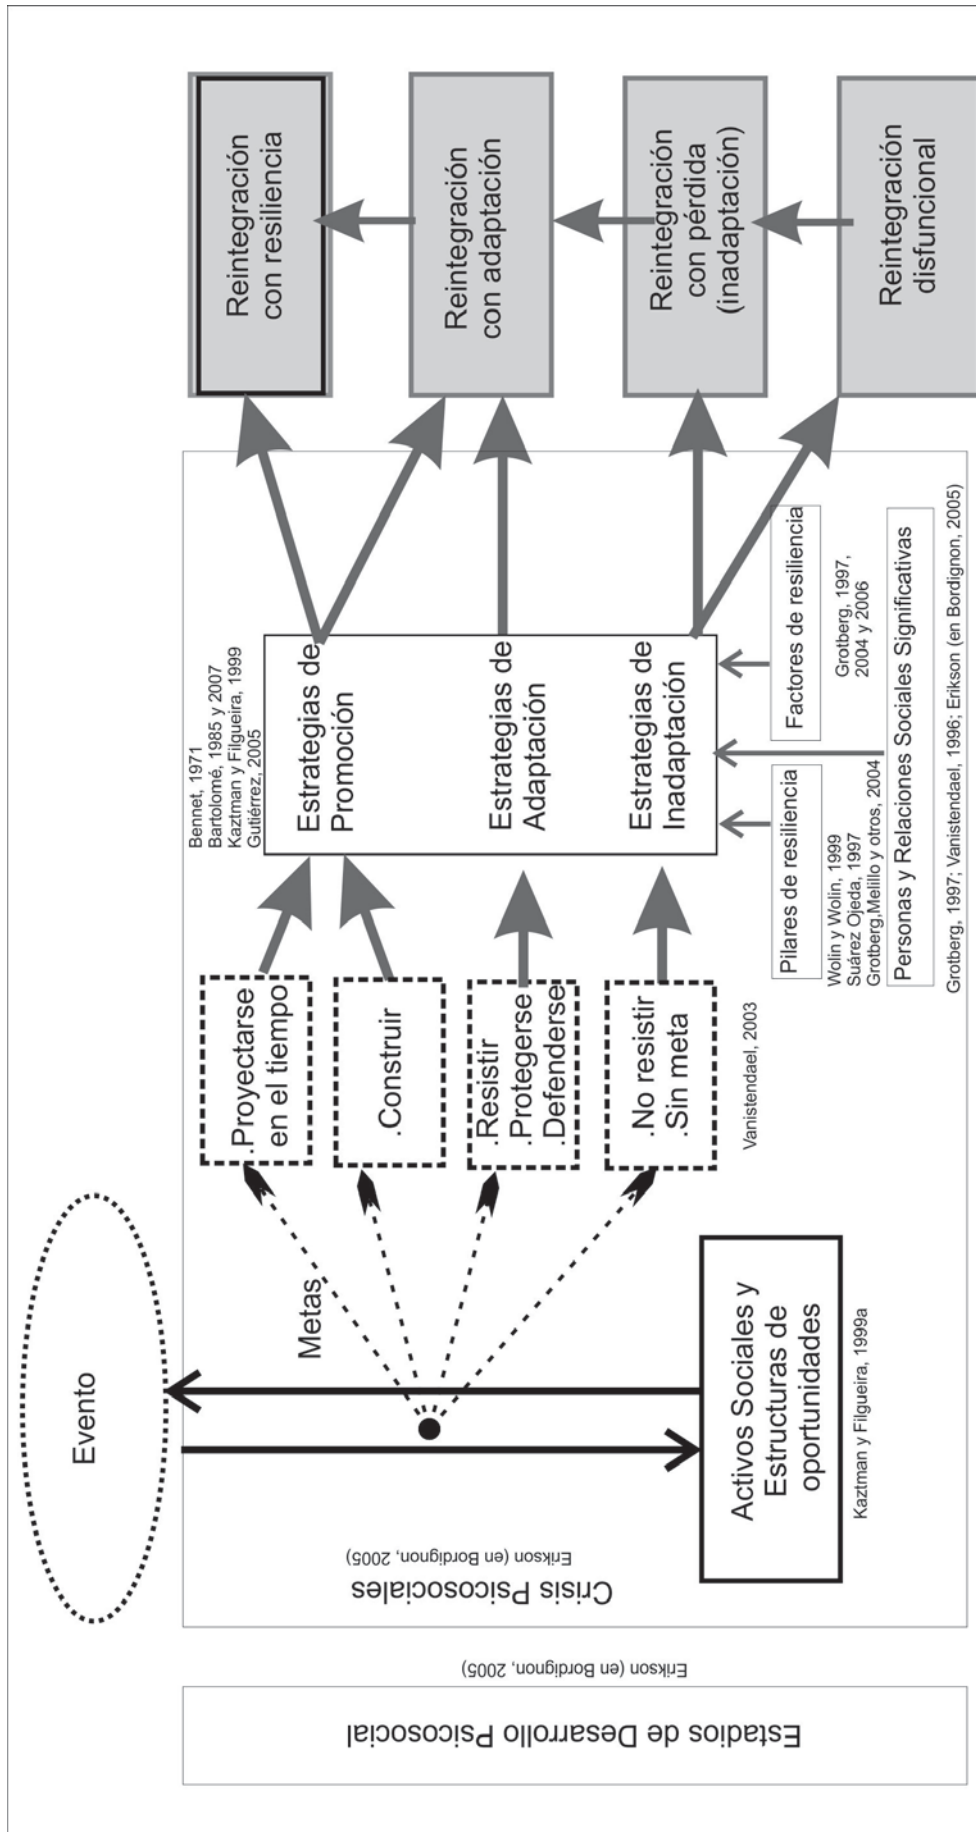 Estadios de Desarrollo Psicosocial
Erikson (en Bordignon, 2005)
Crisis Psicosociales
Erikson (en Bordignon, 2005)
Evento
Metas
Activos Sociales y
Estructuras de
oportunidades
Kaztman y Filgueira, 1999a
.Proyectarse
en el tiempo
.Construir
.Resistir
.Protegerse
.Defenderse
.No resistir
.Sin meta
Vanistendael, 2003
Bennet, 1971
Bartolomé, 1985 y 2007
Kaztman y Filgueira, 1999
Gutiérrez, 2005
Estrategias de
Promoción
Estrategias de
Adaptación
Estrategias de
Inadaptación
Pilares de resiliencia
Wolin y Wolin, 1999
Suárez Ojeda, 1997
Grotberg,Melillo y otros, 2004
Factores de resiliencia
Grotberg, 1997,
2004 y 2006
Personas y Relaciones Sociales Significativas
Grotberg, 1997; Vanistendael, 1996; Erikson (en Bordignon, 2005)
Reintegración
con resiliencia
Reintegración
con adaptación
Reintegración
con pérdida
(inadaptación)
Reintegración
disfuncional